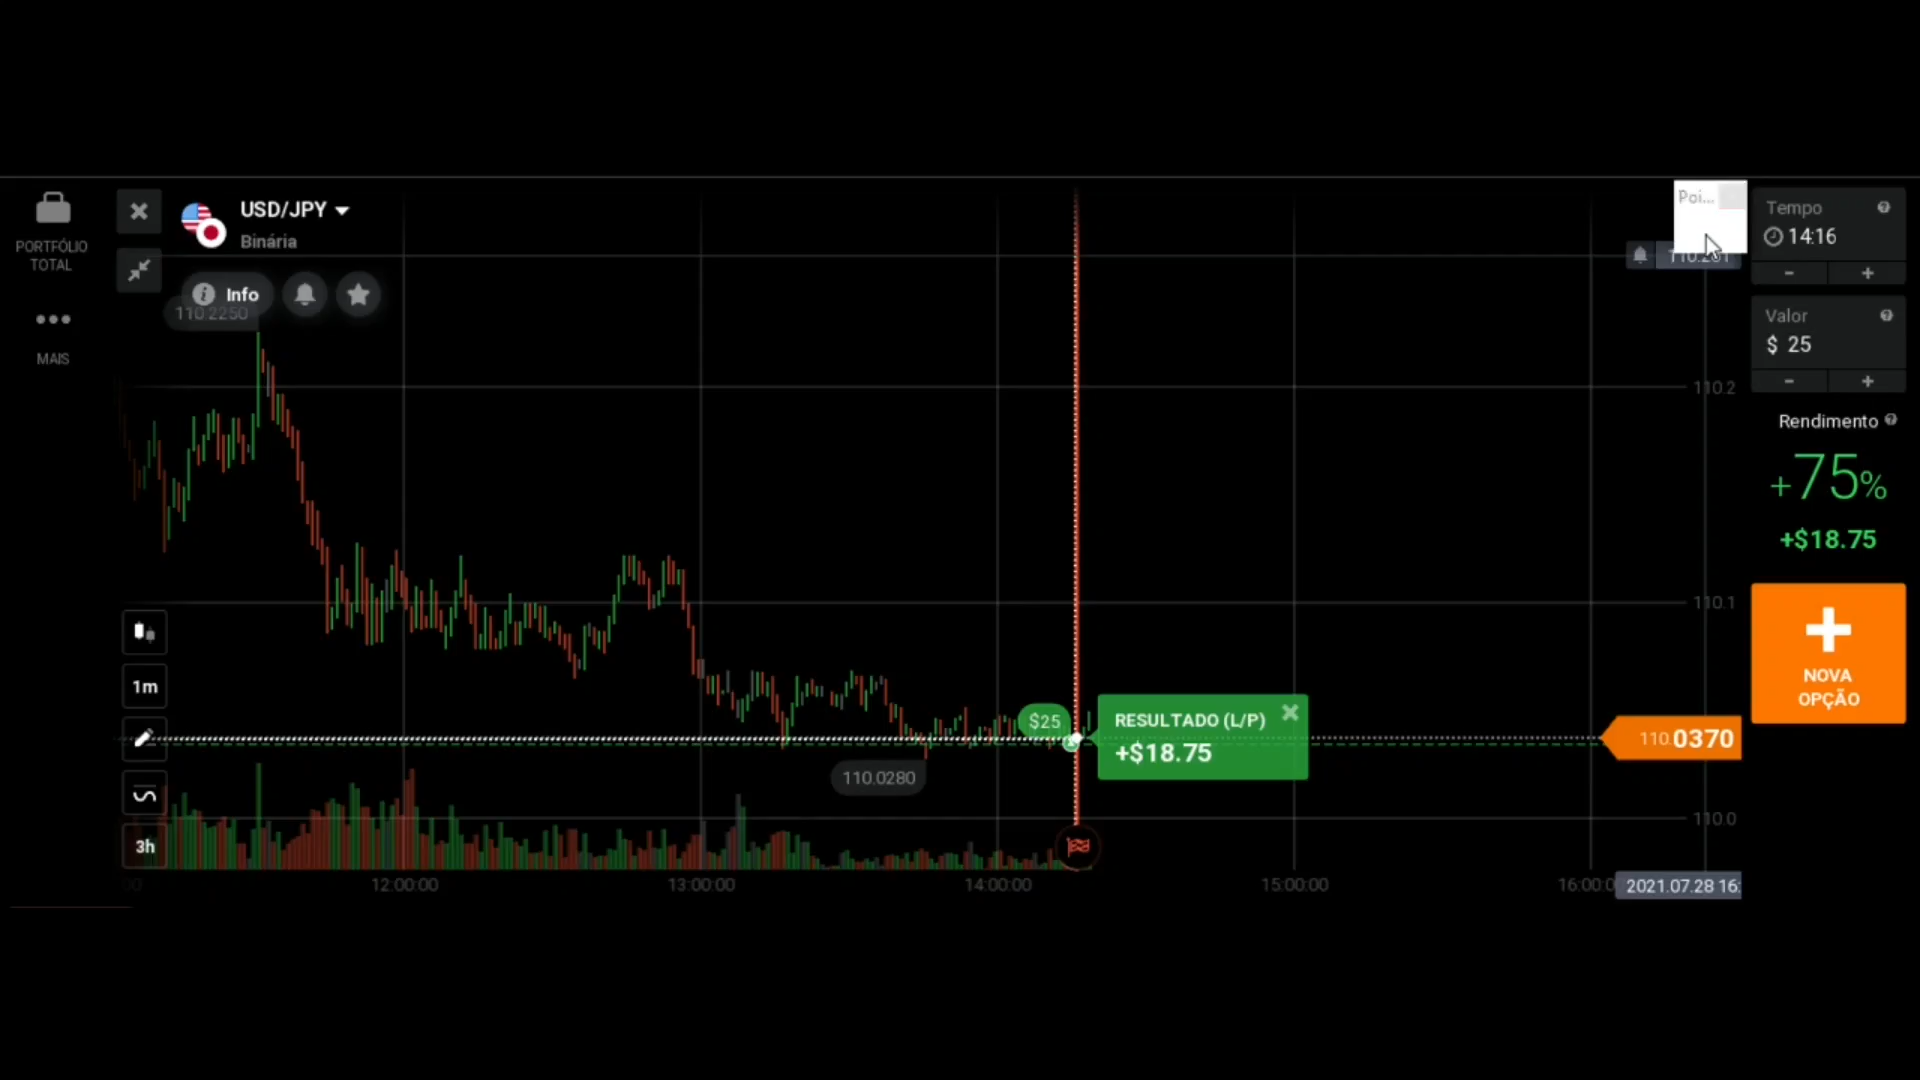 PORTFÓLIO
TOTAL
MAIS
USD/JPY
Binária
Info
110.2250
Poi...
Tempo
14:16
-
+
Valor
$ 25
-
+
Rendimento
+75%
+$18.75
NOVA
OPÇÃO
110.2
110.1
110.0370
110.0
1m
3h
$25
RESULTADO (L/P)
+$18.75
110.0280
12:00:00
13:00:00
14:00:00
15:00:00
16:00:0
2021.07.28 16: